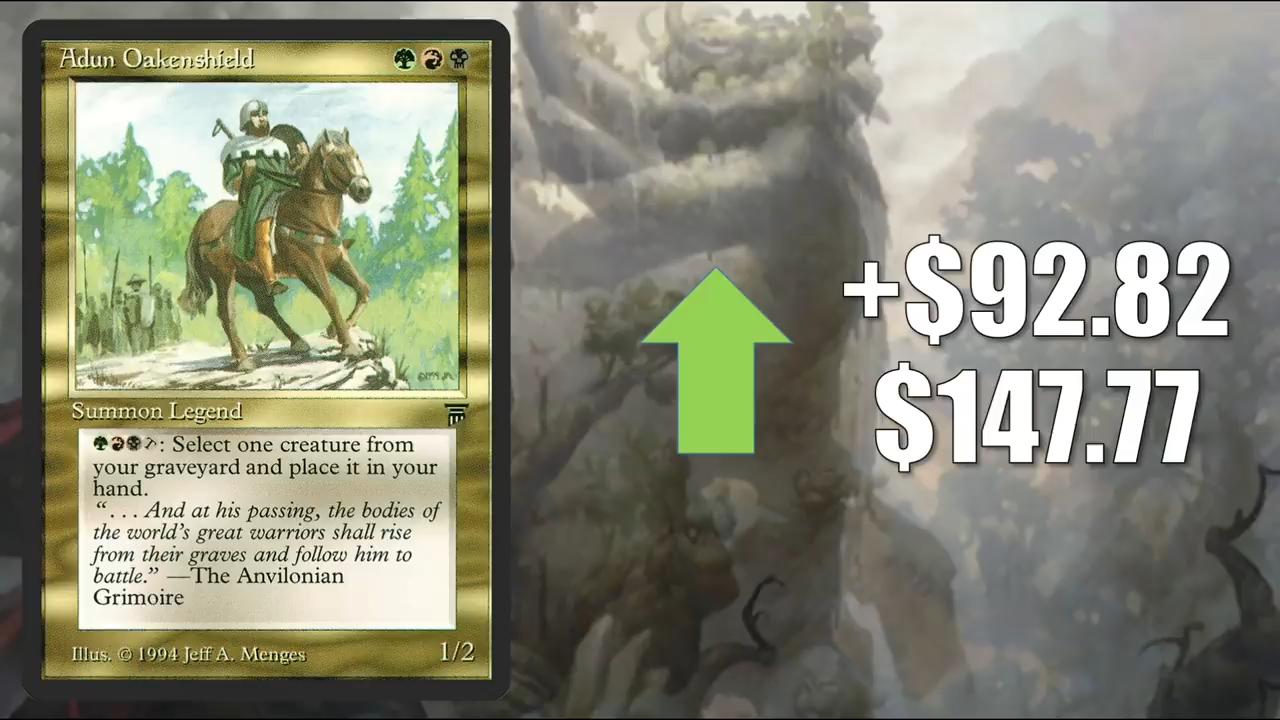 Adun Oakenshield
Summon Legend
: Select one creature from
your graveyard and place it in your
hand.
“. . . And at his passing, the bodies of
the world’s great warriors shall rise
from their graves and follow him to
battle.” —The Anvilonian
Grimoire
Illus. © 1994 Jeff A. Menges
1/2
+$92.82
$147.77